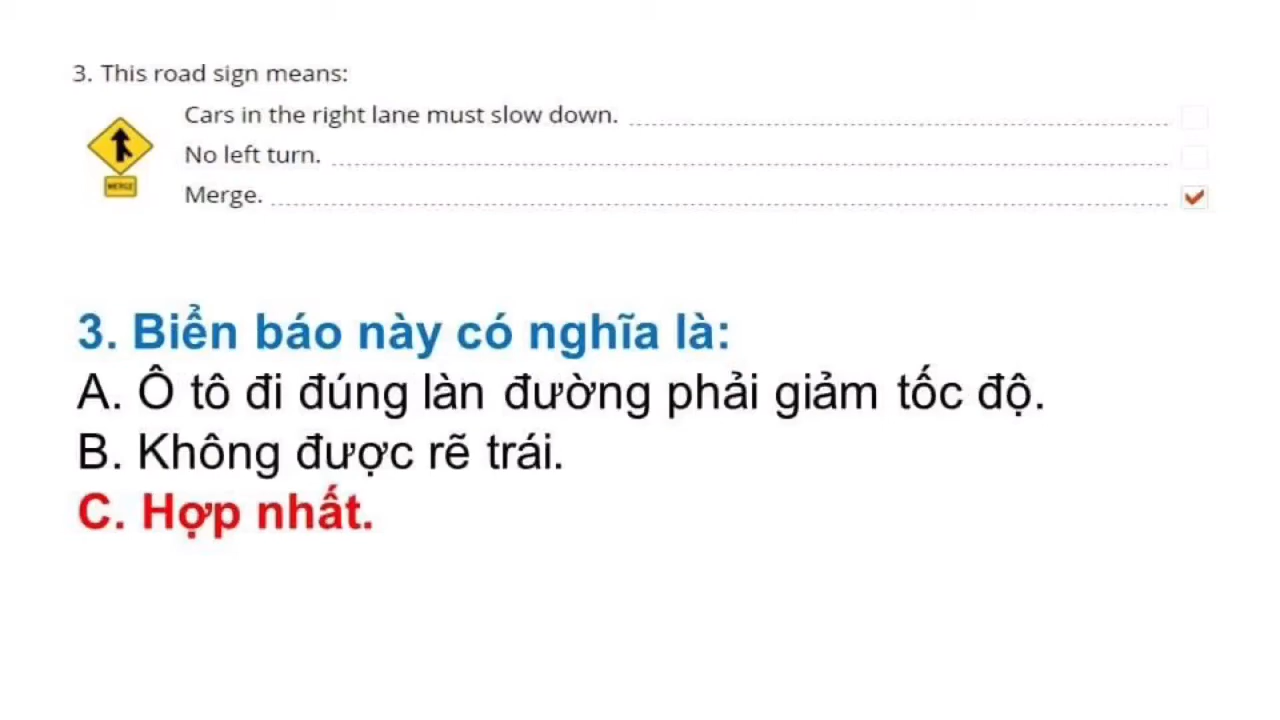 3. This road sign means:
Cars in the right lane must slow down.
No left turn.
MERGE
Merge.
3. Biển báo này có nghĩa là:
A. Ô tô đi đúng làn đường phải giảm tốc độ.
B. Không được rẽ trái.
C. Hợp nhất.